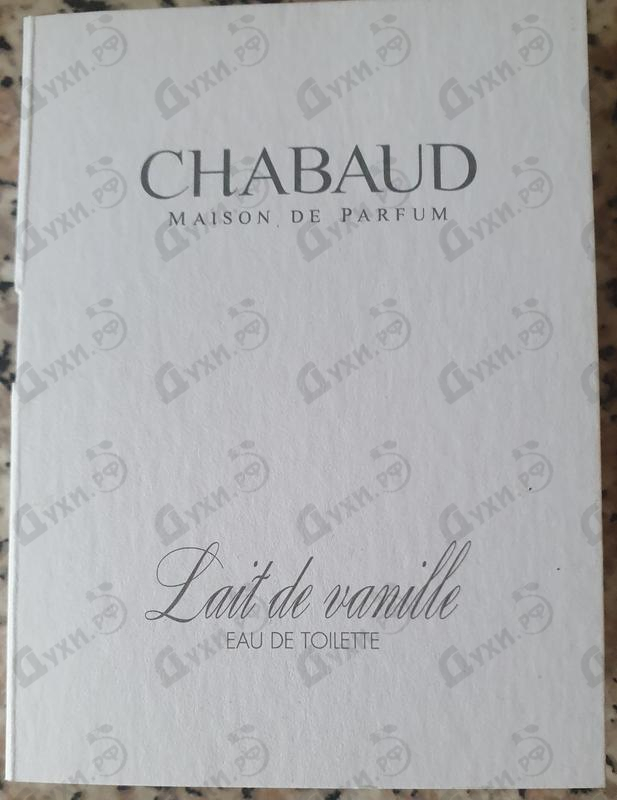 CHABAUD
MAISON DE PARFUM
Lait de vanille
EAU DE TOILETTE
Духи.рф